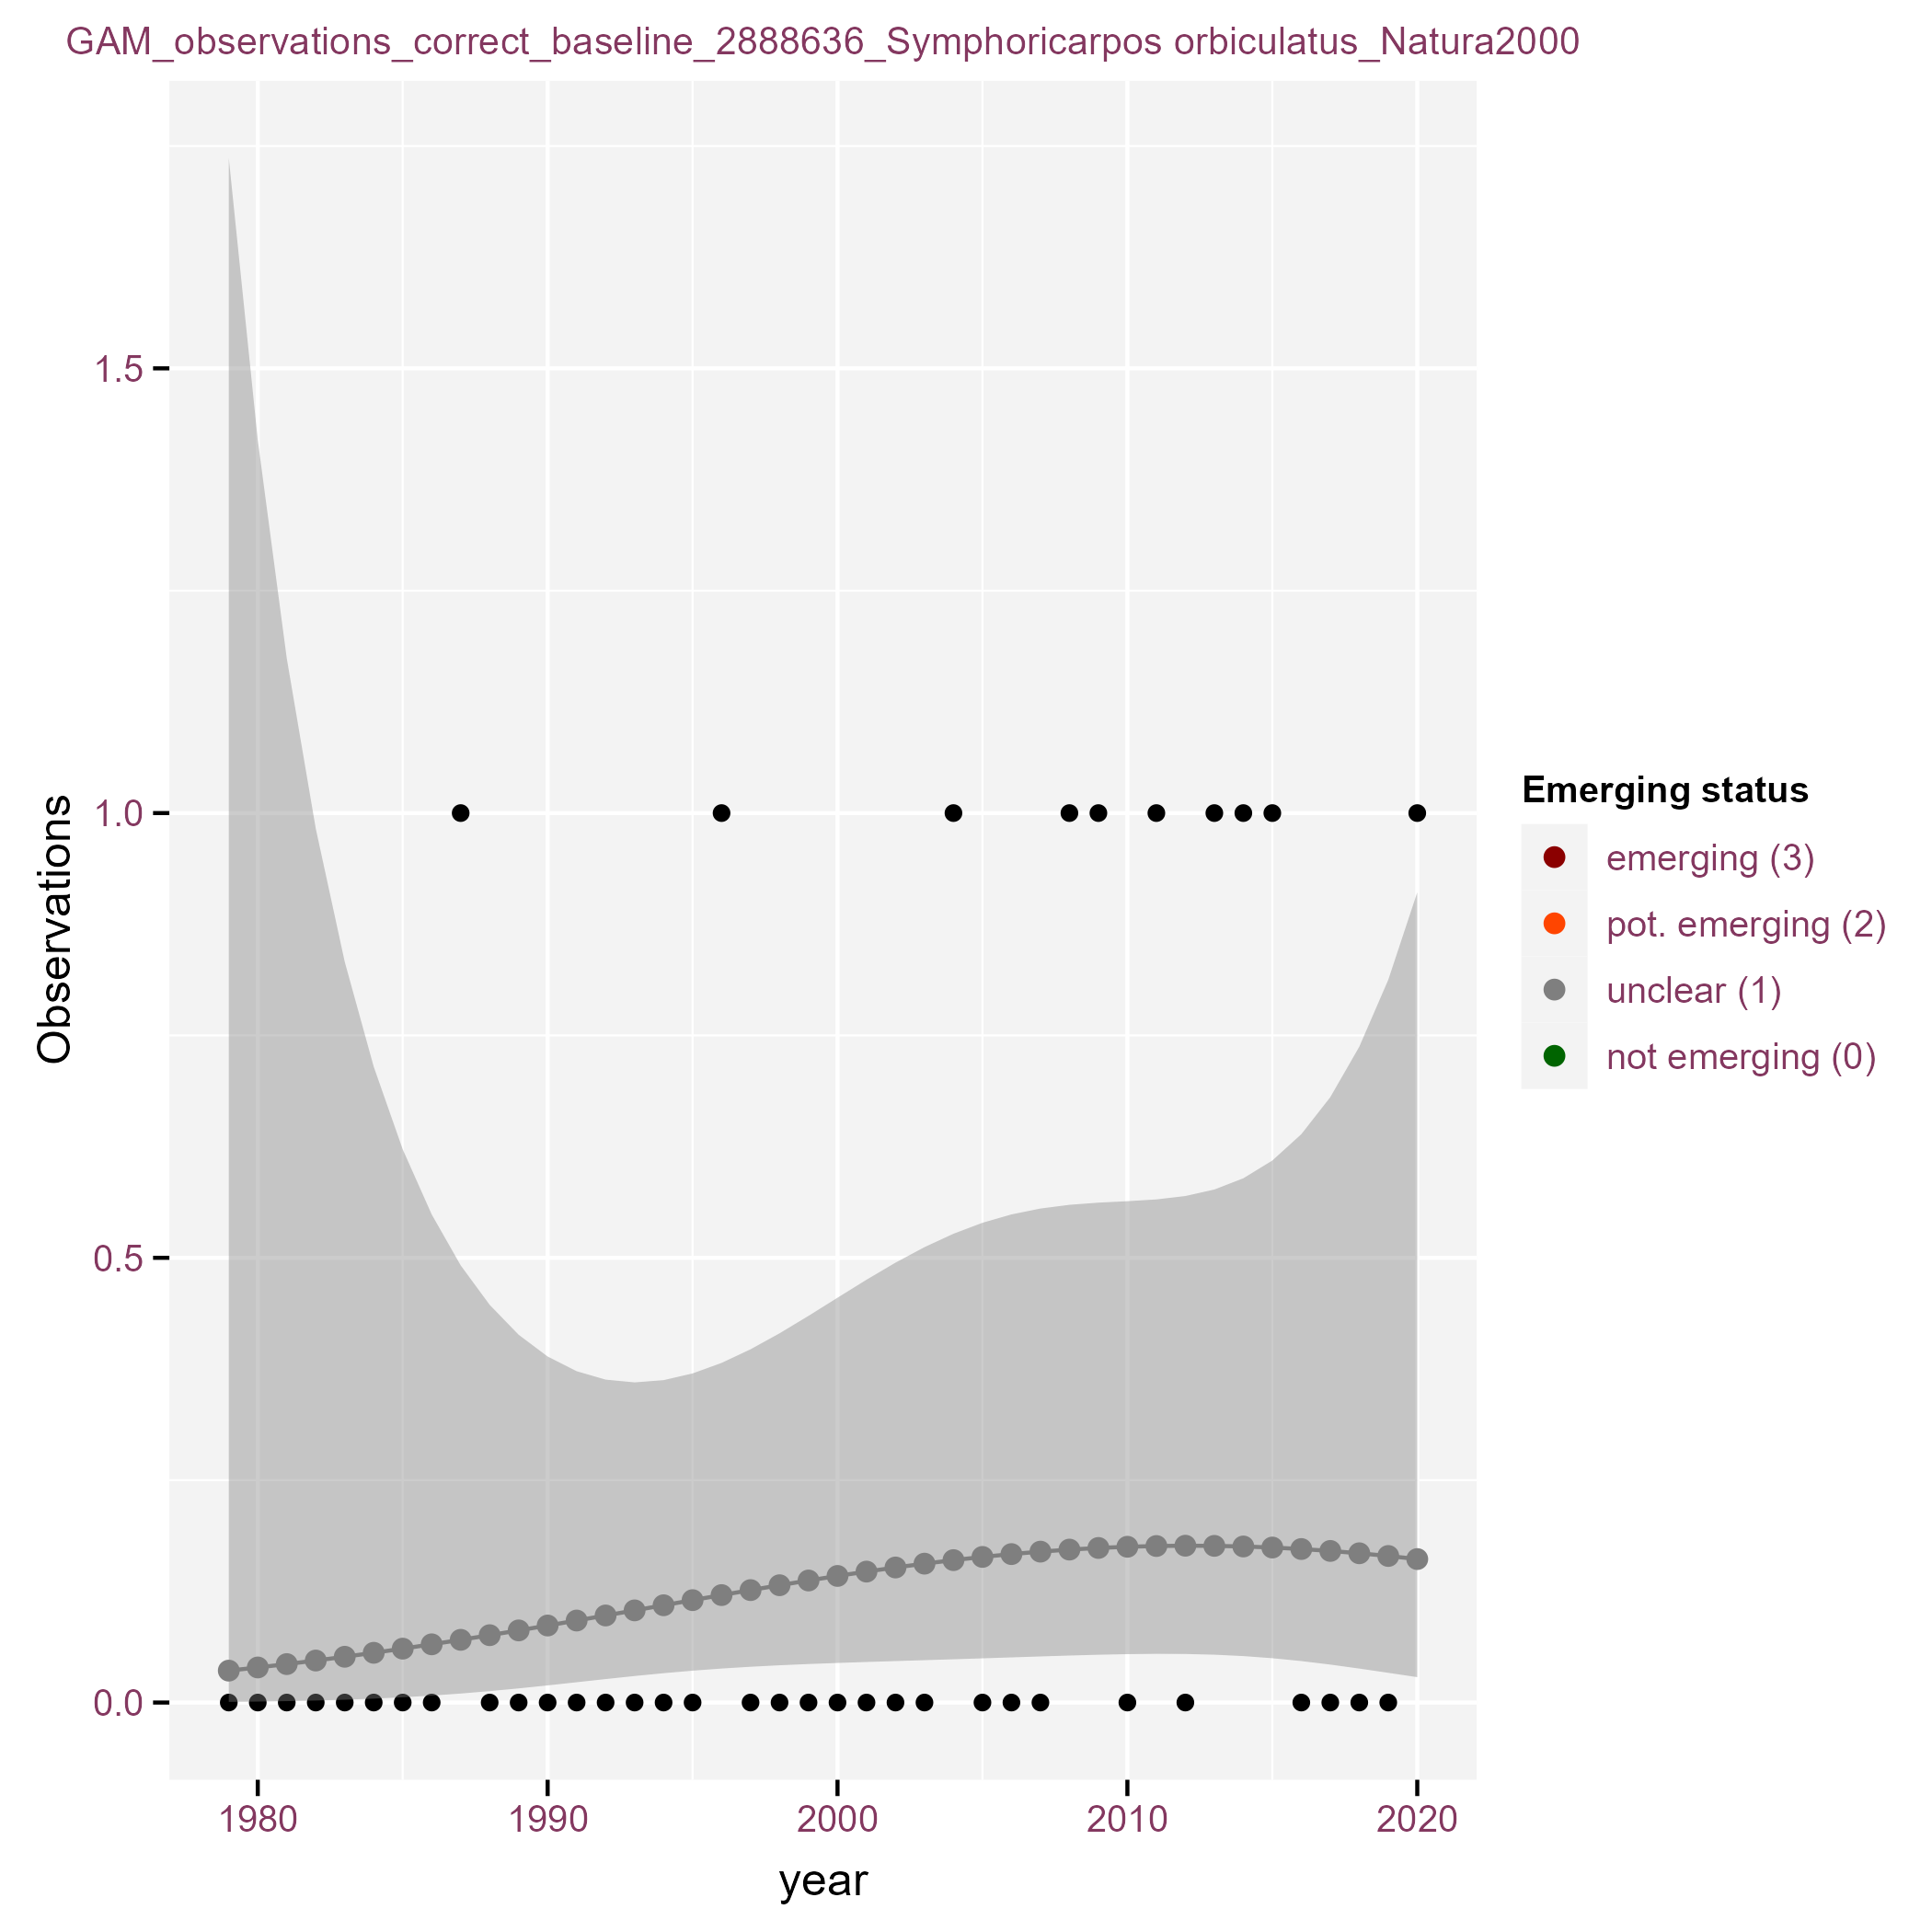 GAM_observations_correct_baseline_2888636_Symphoricarpos orbiculatus_Natura2000
Observations
1.5
1.0
0.5
0.0
1980 1990 2000 2010 2020
year
Emerging status
emerging (3)
pot. emerging (2)
unclear (1)
not emerging (0)